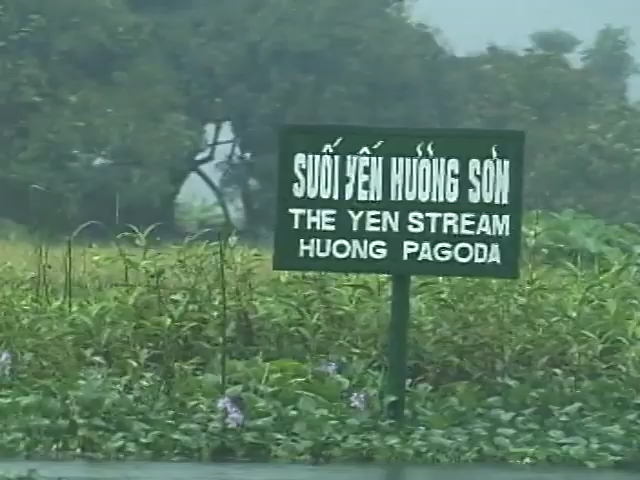 SUỐI YẾN HƯƠNG SƠN
THE YEN STREAM
HUONG PAGODA